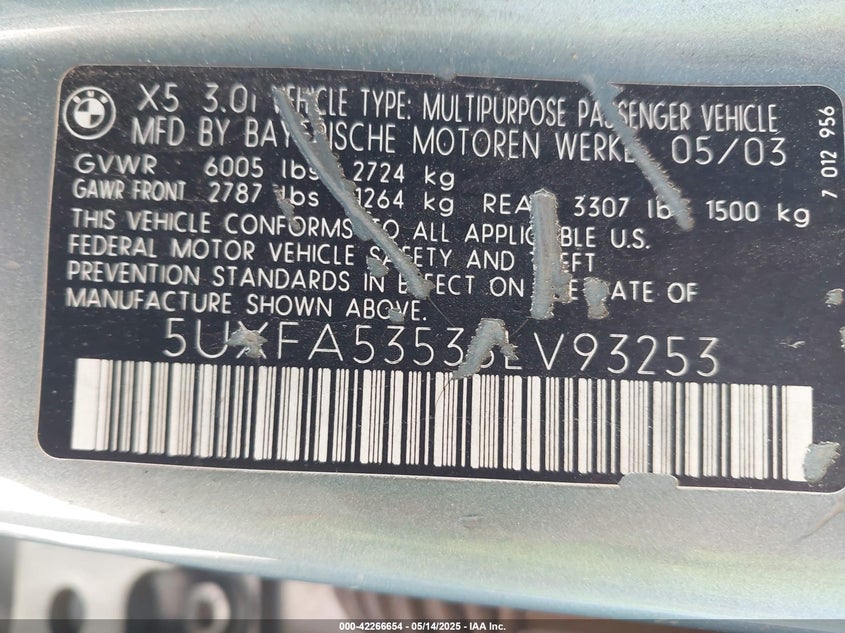 BMW
X5 3.0i VEHICLE TYPE: MULTIPURPOSE PASSENGER VEHICLE
MFD BY BAYERISCHE MOTOREN WERKE 05/03
GVWR 6005 lbs 2724 kg
GAWR FRONT 2787 lbs 1264 kg REAR 3307 lbs 1500 kg
THIS VEHICLE CONFORMS TO ALL APPLICABLE U.S.
FEDERAL MOTOR VEHICLE SAFETY AND THEFT
PREVENTION STANDARDS IN EFFECT ON THE DATE OF
MANUFACTURE SHOWN ABOVE.
7 012 956
000-42266654 - 05/14/2025 - IAA Inc.